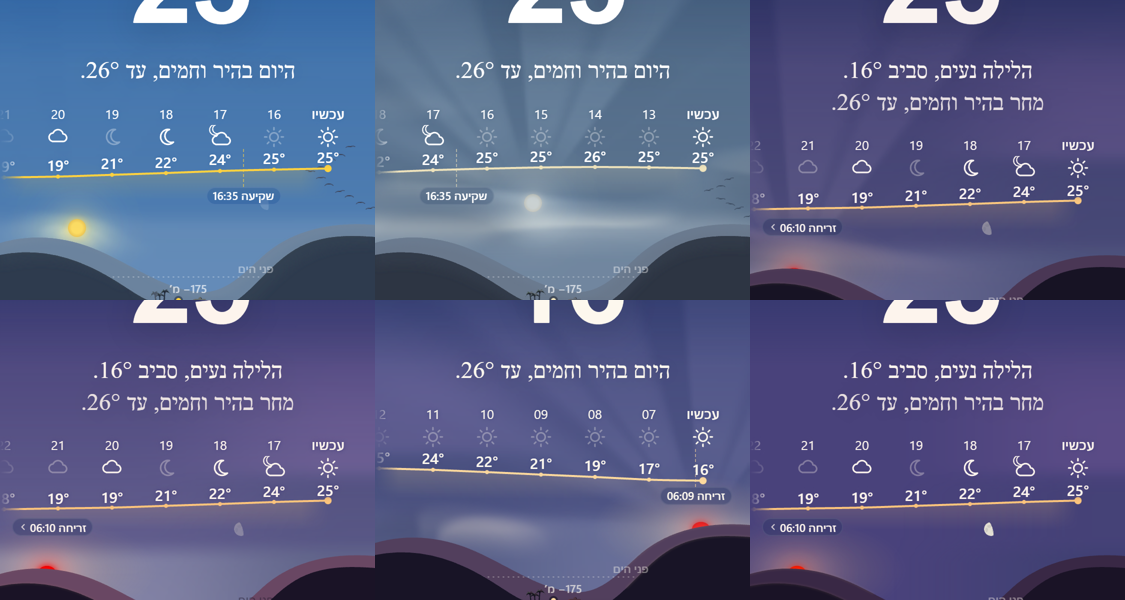 היום בהיר וחמים, עד 26°.
עכשיו 16 17 18 19 20
25° 25° 24° 22° 21° 19°
שקיעה 16:35
פני הים
−175 מ׳
היום בהיר וחמים, עד 26°.
עכשיו 13 14 15 16 17
25° 25° 26° 25° 25° 24°
שקיעה 16:35
פני הים
−175 מ׳
הלילה נעים, סביב 16°.
מחר בהיר וחמים, עד 26°.
עכשיו 17 18 19 20 21
25° 24° 22° 21° 19° 19°
זריחה 06:10 ›
הלילה נעים, סביב 16°.
מחר בהיר וחמים, עד 26°.
עכשיו 17 18 19 20 21
25° 24° 22° 21° 19° 19°
זריחה 06:10 ›
היום בהיר וחמים, עד 26°.
עכשיו 07 08 09 10 11
16° 17° 19° 21° 22° 24°
זריחה 06:09
פני הים
−175 מ׳
הלילה נעים, סביב 16°.
מחר בהיר וחמים, עד 26°.
עכשיו 17 18 19 20 21
25° 24° 22° 21° 19° 19°
זריחה 06:10 ›